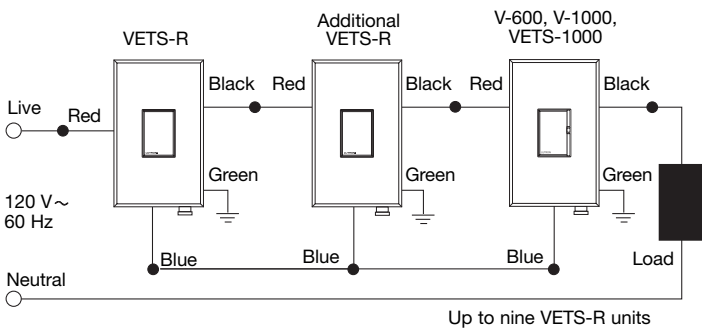 VETS-R
Additional
VETS-R
V-600, V-1000,
VETS-1000
Live
Red
Black
Red
Black
Red
Black
Green
Green
Green
120 V~
60 Hz
Blue
Blue
Blue
Load
Neutral
Up to nine VETS-R units